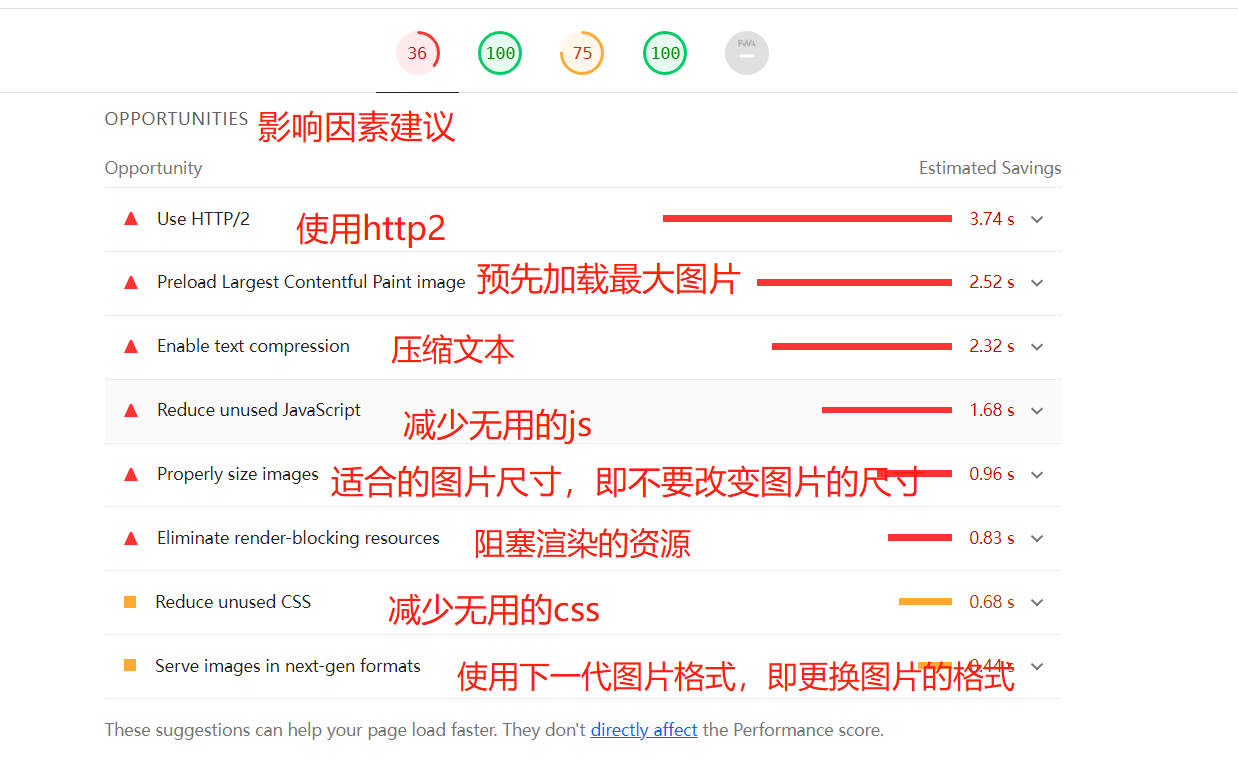 36 100 75 100 PWA
OPPORTUNITIES 影响因素建议
Opportunity Estimated Savings
Use HTTP/2 使用http2 3.74 s
Preload Largest Contentful Paint image 预先加载最大图片 2.52 s
Enable text compression 压缩文本 2.32 s
Reduce unused JavaScript 减少无用的js 1.68 s
Properly size images 适合的图片尺寸，即不要改变图片的尺寸 0.96 s
Eliminate render-blocking resources 阻塞渲染的资源 0.83 s
Reduce unused CSS 减少无用的css 0.68 s
Serve images in next-gen formats 使用下一代图片格式，即更换图片的格式 0.44 s
These suggestions can help your page load faster. They don't directly affect the Performance score.